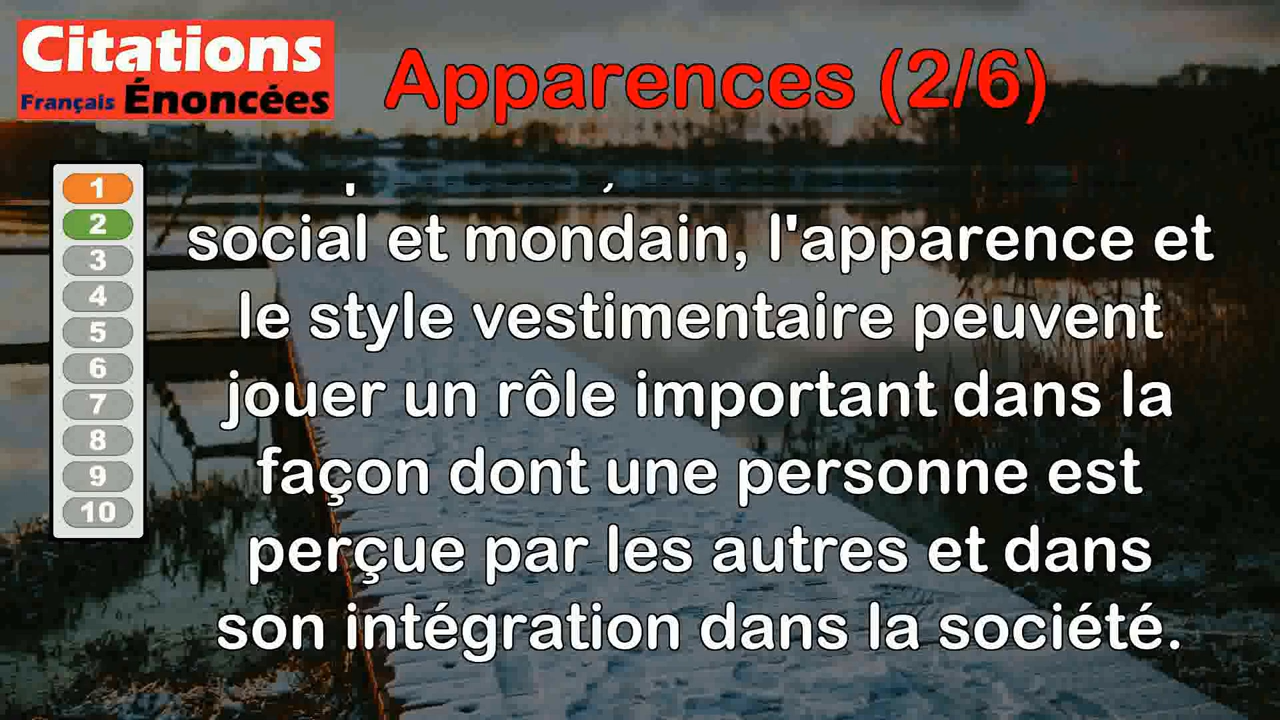 Citations
Français Énoncées
Apparences (2/6)
1
2
3
4
5
6
7
8
9
10
social et mondain, l'apparence et
le style vestimentaire peuvent
jouer un rôle important dans la
façon dont une personne est
perçue par les autres et dans
son intégration dans la société.